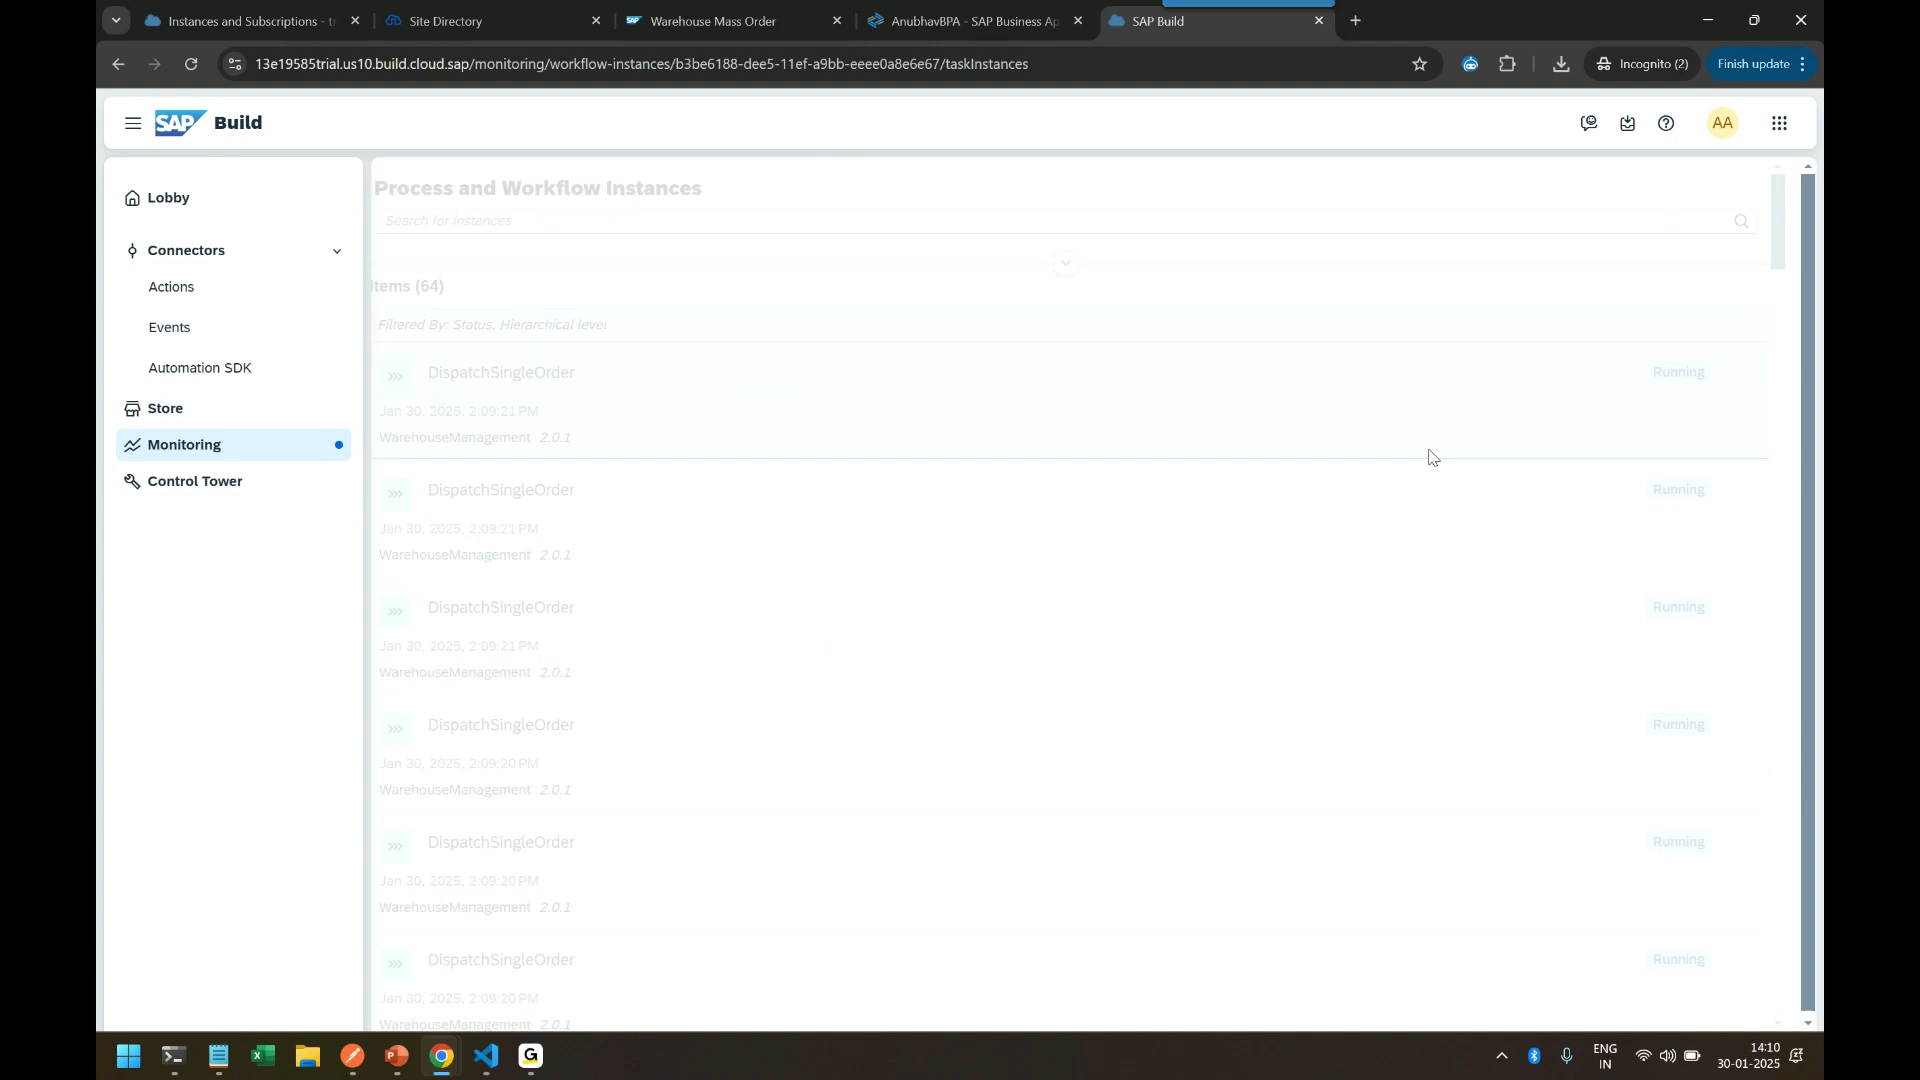 Instances and Subscriptions - tr
Site Directory
Warehouse Mass Order
AnubhavBPA - SAP Business Ap
SAP Build
13e19585trial.us10.build.cloud.sap/monitoring/workflow-instances/b3be6188-dee5-11ef-a9bb-eeee0a8e6e67/taskInstances
Incognito (2)
Finish update
SAP Build
AA
Lobby
Connectors
Actions
Events
Automation SDK
Store
Monitoring
Control Tower
Process and Workflow Instances
Search for instances
Items (64)
Filtered By: Status, Hierarchical level
DispatchSingleOrder
Running
Jan 30, 2025, 2:09:21 PM
WarehouseManagement 2.0.1
DispatchSingleOrder
Running
Jan 30, 2025, 2:09:21 PM
WarehouseManagement 2.0.1
DispatchSingleOrder
Running
Jan 30, 2025, 2:09:21 PM
WarehouseManagement 2.0.1
DispatchSingleOrder
Running
Jan 30, 2025, 2:09:20 PM
WarehouseManagement 2.0.1
DispatchSingleOrder
Running
Jan 30, 2025, 2:09:20 PM
WarehouseManagement 2.0.1
DispatchSingleOrder
Running
Jan 30, 2025, 2:09:20 PM
WarehouseManagement 2.0.1
ENG
IN
14:10
30-01-2025